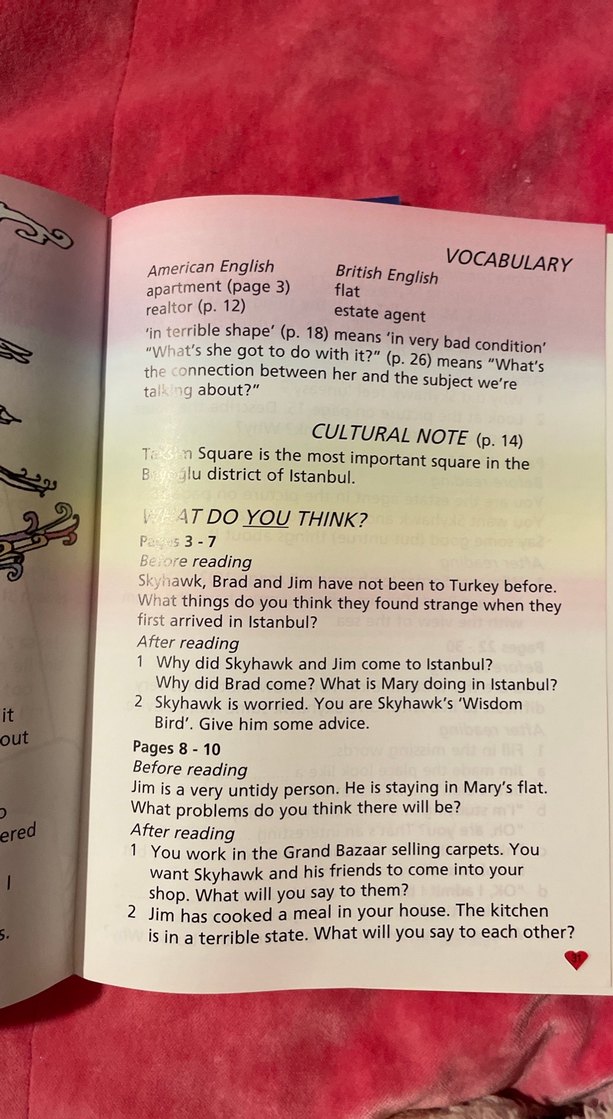 it
out
ered
I
s.
VOCABULARY
American English British English
apartment (page 3) flat
realtor (p. 12) estate agent
'in terrible shape' (p. 18) means 'in very bad condition'
"What's she got to do with it?" (p. 26) means "What's
the connection between her and the subject we're
talking about?"
CULTURAL NOTE (p. 14)
Taksim Square is the most important square in the
district of Istanbul.
WHAT DO YOU THINK?
Pages 3 - 7
Before reading
Skyhawk, Brad and Jim have not been to Turkey before.
What things do you think they found strange when they
first arrived in Istanbul?
After reading
1 Why did Skyhawk and Jim come to Istanbul?
Why did Brad come? What is Mary doing in Istanbul?
2 Skyhawk is worried. You are Skyhawk's 'Wisdom
Bird'. Give him some advice.
Pages 8 - 10
Before reading
Jim is a very untidy person. He is staying in Mary's flat.
What problems do you think there will be?
After reading
1 You work in the Grand Bazaar selling carpets. You
want Skyhawk and his friends to come into your
shop. What will you say to them?
2 Jim has cooked a meal in your house. The kitchen
is in a terrible state. What will you say to each other?